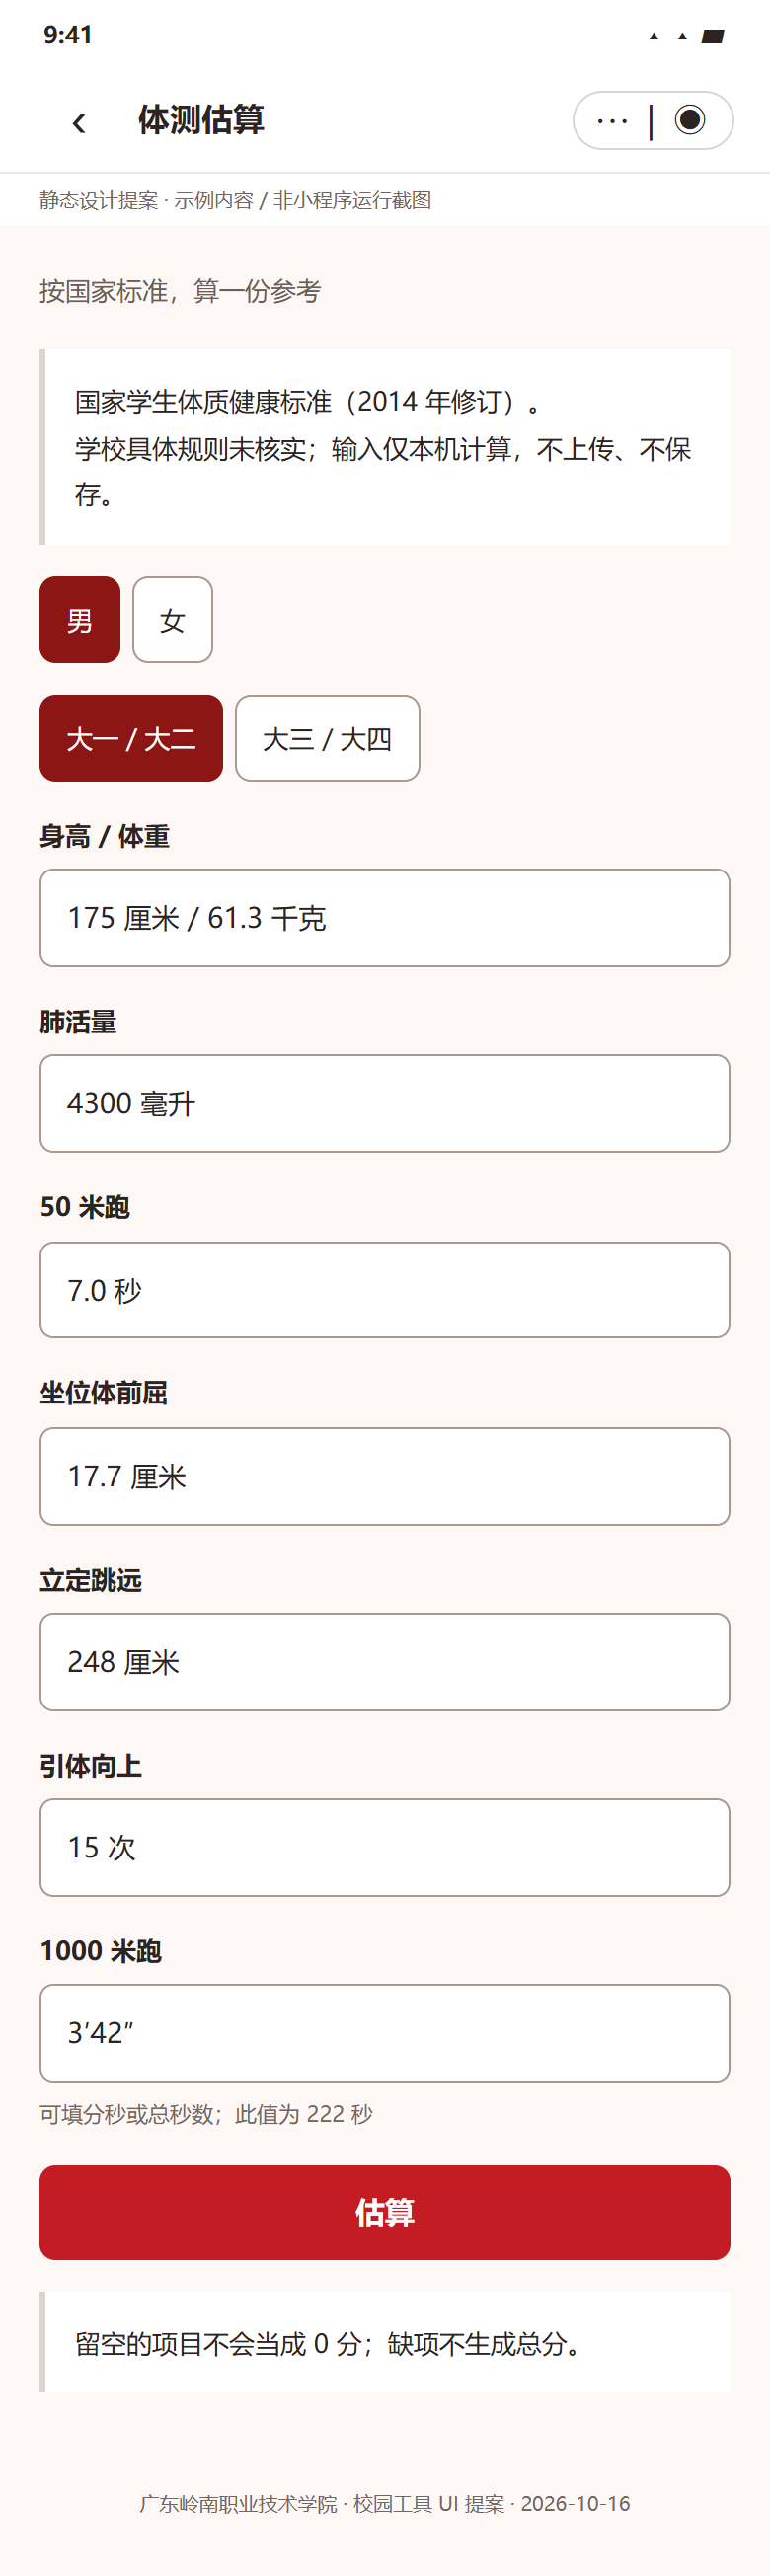 9:41
体测估算
静态设计提案 · 示例内容 / 非小程序运行截图
按国家标准，算一份参考
国家学生体质健康标准（2014 年修订）。
学校具体规则未核实；输入仅本机计算，不上传、不保
存。
男 女
大一 / 大二 大三 / 大四
身高 / 体重
175 厘米 / 61.3 千克
肺活量
4300 毫升
50 米跑
7.0 秒
坐位体前屈
17.7 厘米
立定跳远
248 厘米
引体向上
15 次
1000 米跑
3′42″
可填分秒或总秒数；此值为 222 秒
估算
留空的项目不会当成 0 分；缺项不生成总分。
广东岭南职业技术学院 · 校园工具 UI 提案 · 2026-10-16